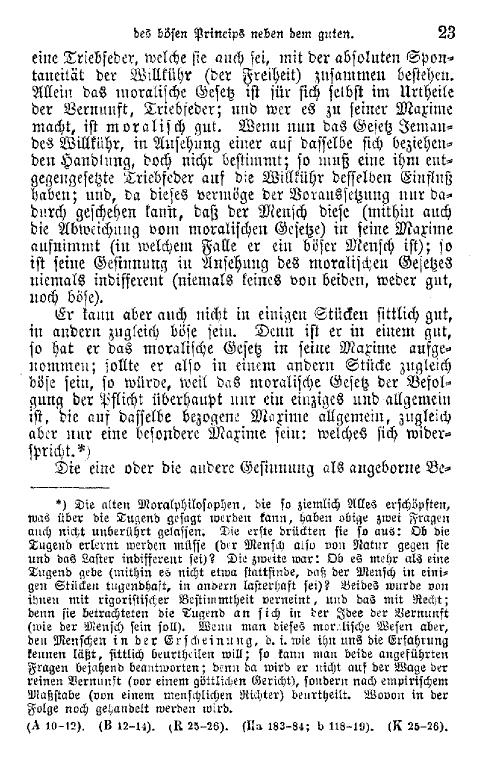 des bösen Princips neben dem guten. 23
eine Triebfeder, welche sie auch sei, mit der absoluten Spon-
taneität der Willkühr (der Freiheit) zusammen bestehen.
Allein das moralische Gesetz ist für sich selbst im Urtheile
der Vernunft, Triebfeder; und wer es zu seiner Maxime
macht, ist moralisch gut. Wenn nun das Gesetz Jeman-
des Willkühr, in Ansehung einer auf dasselbe sich beziehen-
den Handlung, doch nicht bestimmt; so muß eine ihm ent-
gegengesetzte Triebfeder auf die Willkühr desselben Einfluß
haben; und, da dieses vermöge der Voraussetzung nur da-
durch geschehen kann, daß der Mensch diese (mithin auch
die Abweichung vom moralischen Gesetze) in seine Maxime
aufnimmt (in welchem Falle er ein böser Mensch ist); so
ist seine Gesinnung in Ansehung des moralischen Gesetzes
niemals indifferent (niemals keines von beiden, weder gut,
noch böse).
Er kann aber auch nicht in einigen Stücken sittlich gut,
in andern zugleich böse sein. Denn ist er in einem gut,
so hat er das moralische Gesetz in seine Maxime aufge-
nommen; sollte er also in einem andern Stücke zugleich
böse sein, so würde, weil das moralische Gesetz der Befol-
gung der Pflicht überhaupt nur ein einziges und allgemein
ist, die auf dasselbe bezogene Maxime allgemein, zugleich
aber nur eine besondere Maxime sein: welches sich wider-
spricht.*)
Die eine oder die andere Gesinnung als angeborne Be-
*) Die alten Moralphilosophen, die so ziemlich Alles erschöpften,
was über die Tugend gesagt werden kann, haben obige zwei Fragen
auch nicht unberührt gelassen. Die erste drückten sie so aus: Ob die
Tugend erlernt werden müsse (der Mensch also von Natur gegen sie
und das Laster indifferent sei)? Die zweite war: Ob es mehr als eine
Tugend gebe (mithin es nicht etwa stattfinde, daß der Mensch in eini-
gen Stücken tugendhaft, in andern lasterhaft sei)? Beides wurde von
ihnen mit rigoristischer Bestimmtheit verneint, und das mit Recht;
denn sie betrachteten die Tugend an sich in der Idee der Vernunft
(wie der Mensch sein soll). Wenn man dieses moralische Wesen aber,
den Menschen in der Erscheinung, d. i. wie ihn uns die Erfahrung
kennen läßt, sittlich beurtheilen will; so kann man beide angeführten
Fragen bejahend beantworten; denn da wird er nicht auf der Wage der
reinen Vernunft (vor einem göttlichen Gericht), sondern nach empirischem
Maßstabe (von einem menschlichen Richter) beurtheilt. Wovon in der
Folge noch gehandelt werden wird.
(A 10-12). (B 12-14). (R 25-26). (Ha 183-84; b 118-19). (K 25-26).